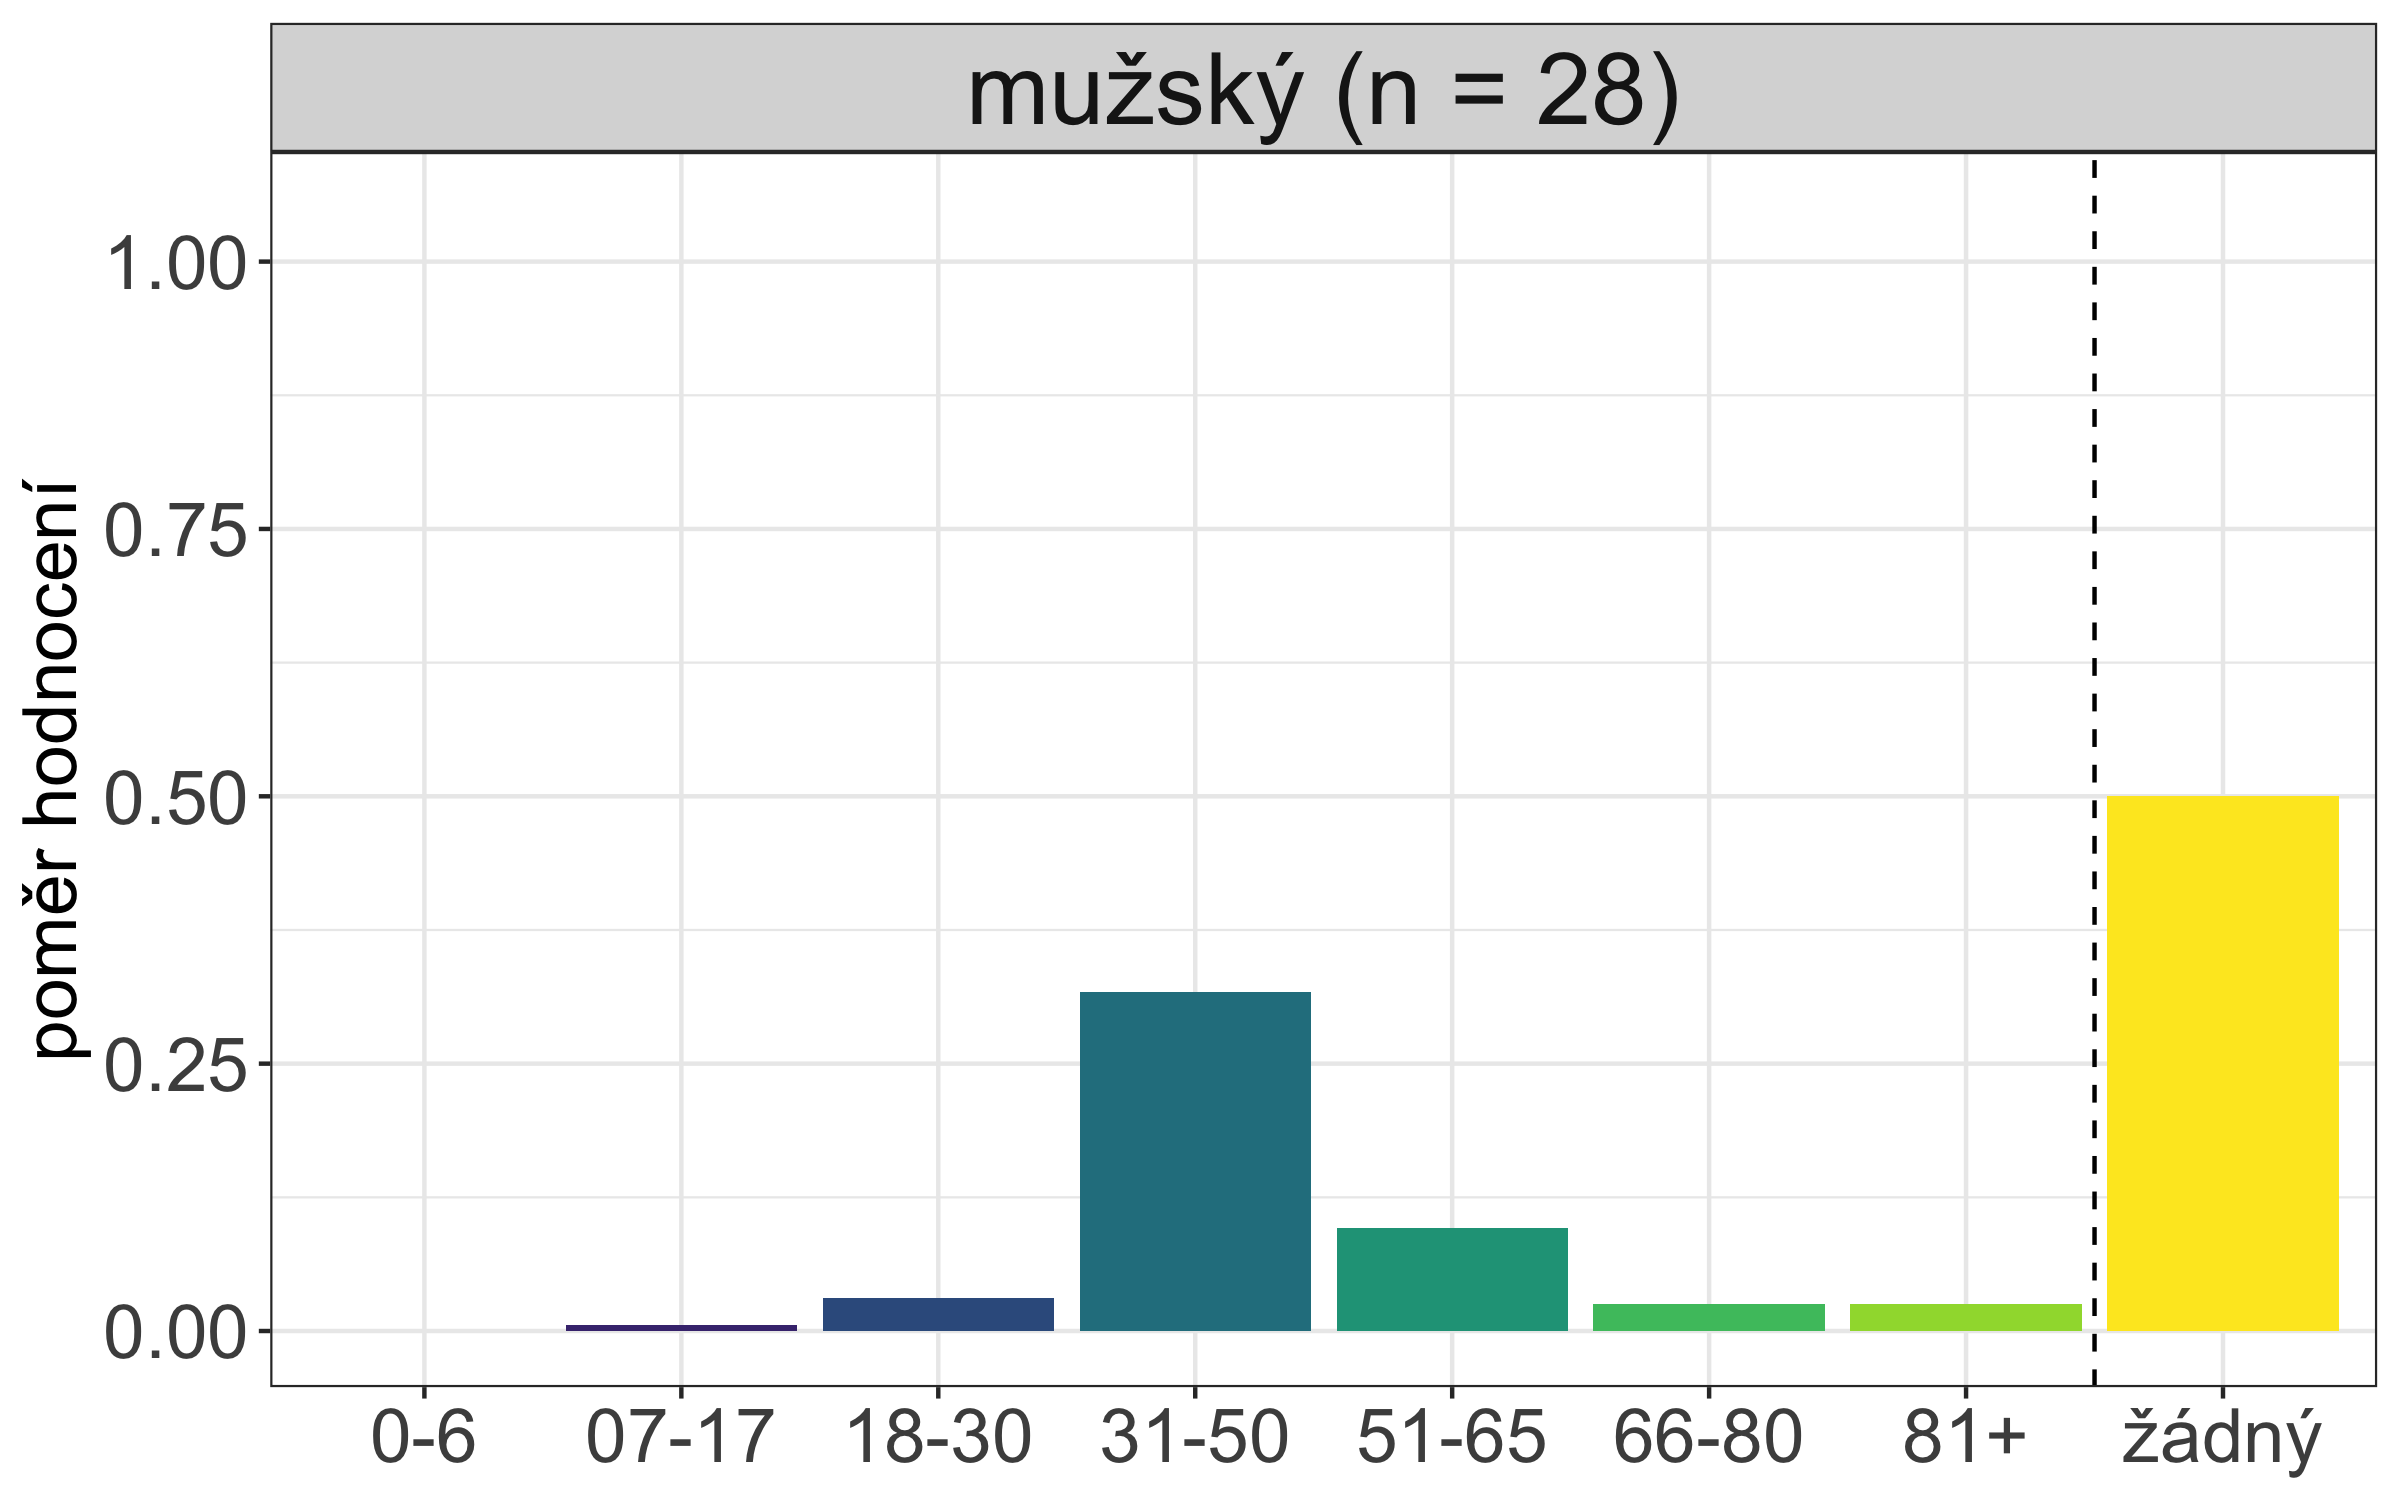 mužský (n = 28)
poměr hodnocení
1.00
0.75
0.50
0.25
0.00
0-6 07-17 18-30 31-50 51-65 66-80 81+ žádný